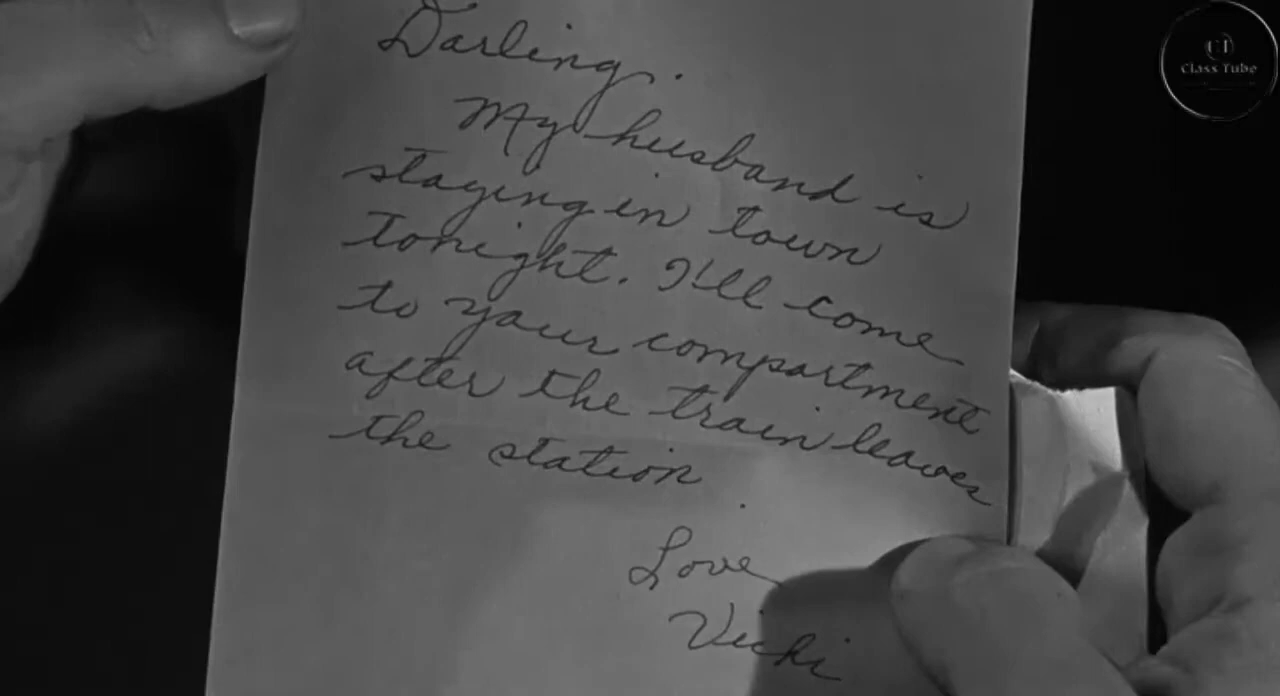 Darling.
My husband is
staying in town
tonight. I'll come
to your compartment
after the train leaves
the station.
Love
Vicki
Class Tube